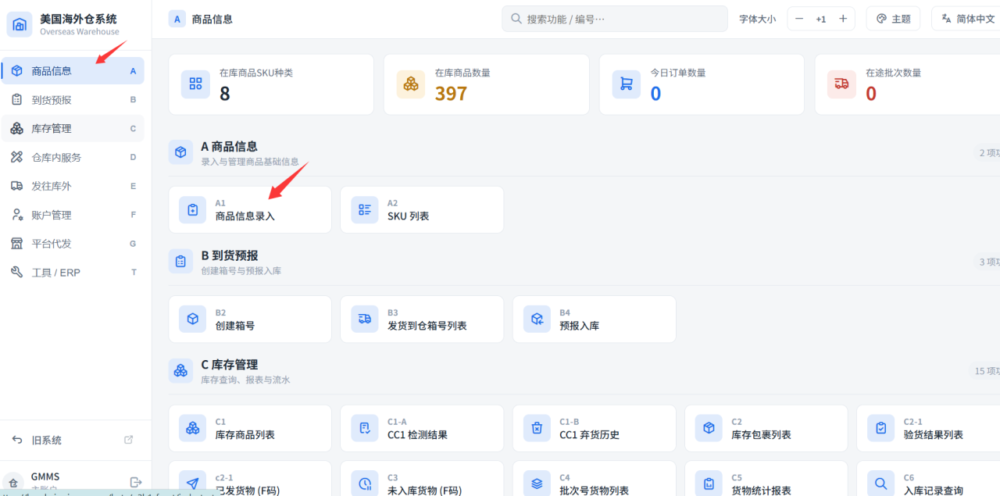 美国海外仓系统
Overseas Warehouse
A 商品信息
搜索功能 / 编号…
字体大小
+1
主题
简体中文
商品信息 A
到货预报 B
库存管理 C
仓库内服务 D
发往库外 E
账户管理 F
平台代发 G
工具 / ERP T
旧系统
GMMS
主账户
在库商品SKU种类
8
在库商品数量
397
今日订单数量
0
在途批次数量
0
A 商品信息
录入与管理商品基础信息
2 项
A1
商品信息录入
A2
SKU 列表
B 到货预报
创建箱号与预报入库
3 项
B2
创建箱号
B3
发货到仓箱号列表
B4
预报入库
C 库存管理
库存查询、报表与流水
15 项
C1
库存商品列表
C1-A
CC1 检测结果
C1-B
CC1 弃货历史
C2
库存包裹列表
C2-1
验货结果列表
c2-1
已发货物 (F码)
C3
未入库货物 (F码)
C4
批次号货物列表
C5
货物统计报表
C6
入库记录查询